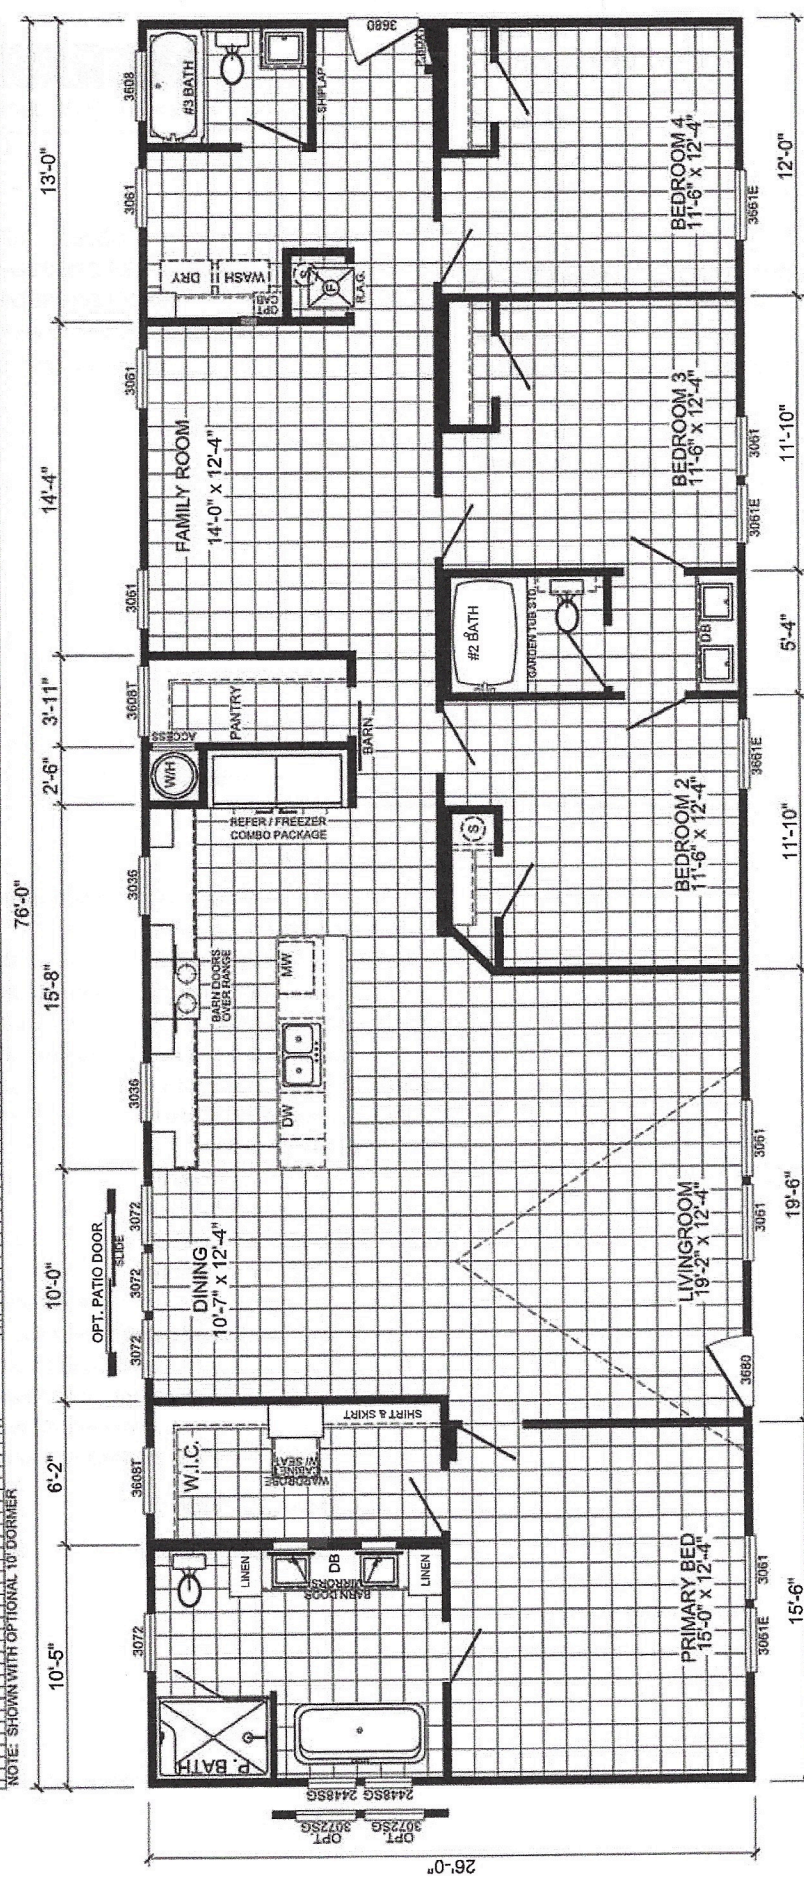 NOTE: SHOWN WITH OPTIONAL 10' DORMER
76'-0"
10'-5"
6'-2"
10'-0"
15'-8"
2'-6"
3'-11"
14'-4"
13'-0"
OPT. PATIO DOOR
SLIDE
3072
3608T
3072
3072
3072
3036
3036
3608T
3061
3061
3061
3608
P. BATH
LINEN
DB
BARN DOOR
MIRRORS
LINEN
W.I.C.
WARDROBE
CABINET
W/ SEAT
SHIRT & SKIRT
DINING
10'-7" x 12'-4"
DW
MW
BARN DOORS
OVER RANGE
REFER / FREEZER
COMBO PACKAGE
W/H
ACCESS
PANTRY
BARN
FAMILY ROOM
14'-0" x 12'-4"
OPT.
CAB
WASH
DRY
S
F
R.A.G.
#3 BATH
SHIPLAP
3680
P. BOX
2448SG
2448SG
OPT.
3072SG
OPT.
3072SG
26'-0"
PRIMARY BED
15'-0" x 12'-4"
LIVINGROOM
19'-2" x 12'-4"
3680
S
BEDROOM 2
11'-6" x 12'-4"
#2 BATH
GARDEN TUB STD.
DB
BEDROOM 3
11'-6" x 12'-4"
BEDROOM 4
11'-6" x 12'-4"
3061E
3061
3061
3061
3661E
3061E
3061
3661E
15'-6"
19'-6"
11'-10"
5'-4"
11'-10"
12'-0"